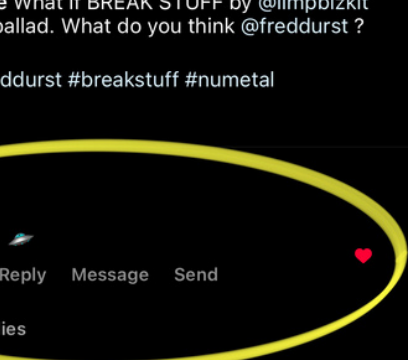 e What if BREAK STUFF by @limpbizkit
ballad. What do you think @freddurst ?
ddurst #breakstuff #numetal
Reply Message Send
ies